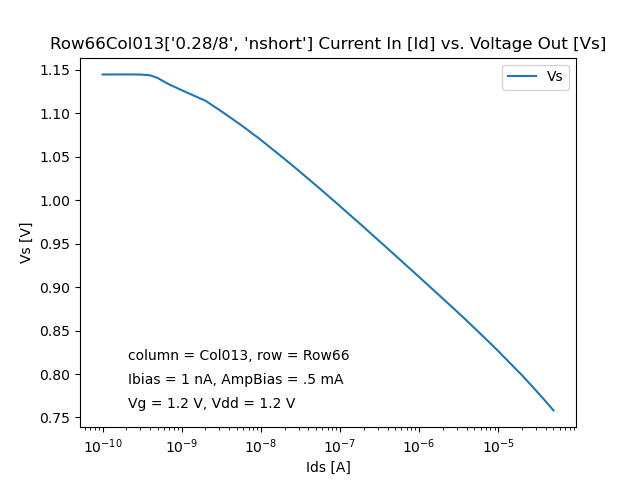 Row66Col013['0.28/8', 'nshort'] Current In [Id] vs. Voltage Out [Vs]
Vs
1.15
1.10
1.05
1.00
0.95
0.90
0.85
0.80
0.75
Vs [V]
column = Col013, row = Row66
Ibias = 1 nA, AmpBias = .5 mA
Vg = 1.2 V, Vdd = 1.2 V
10⁻¹⁰ 10⁻⁹ 10⁻⁸ 10⁻⁷ 10⁻⁶ 10⁻⁵
Ids [A]